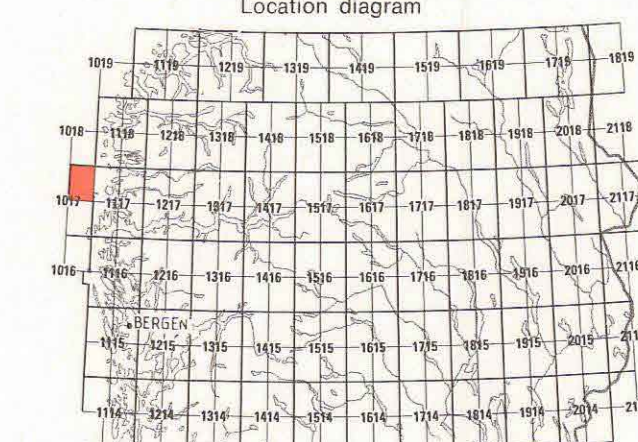 Location diagram
1019 1119 1219 1319 1419 1519 1619 1719 1819
1018 1118 1218 1318 1418 1518 1618 1718 1818 1918 2018 2118
1017 1117 1217 1317 1417 1517 1617 1717 1817 1917 2017 2117
1016 1116 1216 1316 1416 1516 1616 1716 1816 1916 2016 2116
BERGEN
1115 1215 1315 1415 1515 1615 1715 1815 1915 2015 211
1114 1214 1314 1414 1514 1614 1714 1814 1914 2014 21